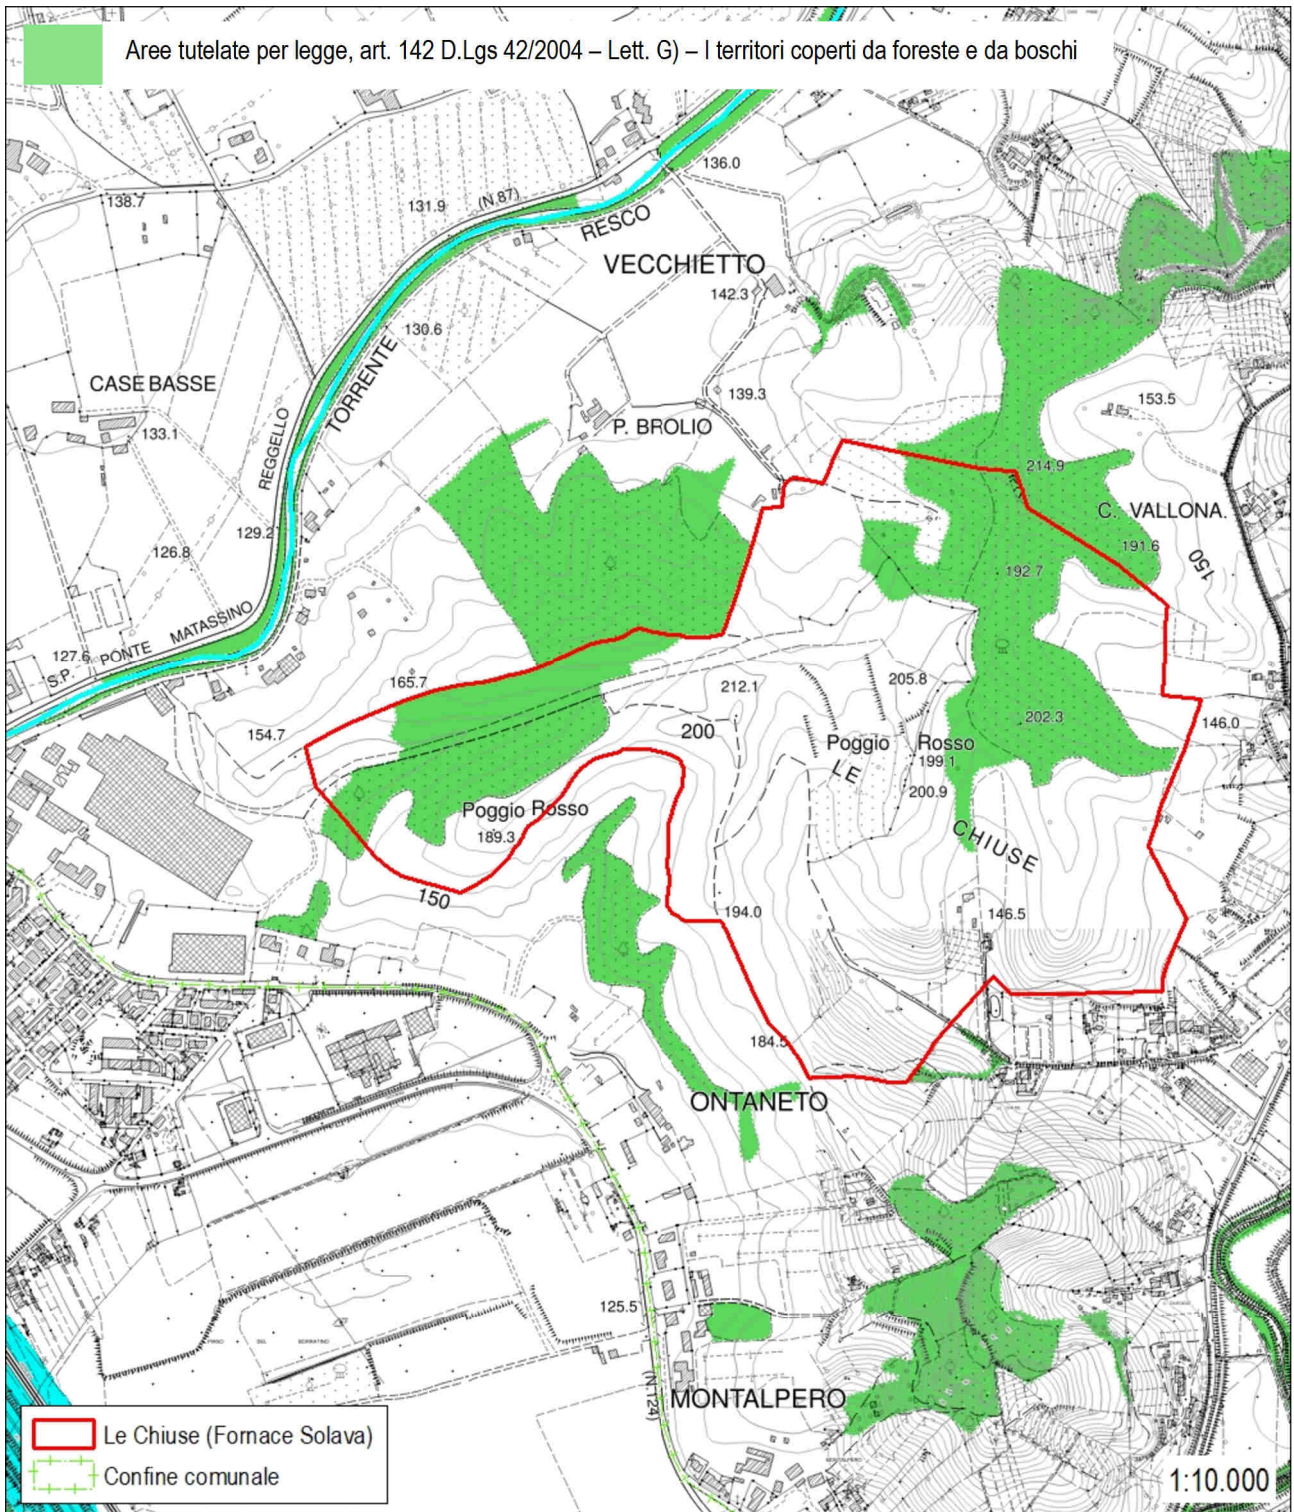 Aree tutelate per legge, art. 142 D.Lgs 42/2004 – Lett. G) – I territori coperti da foreste e da boschi
136.0
138.7
131.9
(N 87)
RESCO
VECCHIETTO
142.3
130.6
TORRENTE
CASE BASSE
139.3
153.5
133.1
P. BROLIO
REGGELLO
214.9
C. VALLONA.
129.2
191.6
126.8
150
192.7
MATASSINO
PONTE
S.P.
127.6
165.7
205.8
212.1
202.3
146.0
154.7
200
Poggio Rosso
199.1
LE
200.9
Poggio Rosso
189.3
CHIUSE
150
194.0
146.5
184.5
ONTANETO
125.5
(N 124)
MONTALPERO
Le Chiuse (Fornace Solava)
Confine comunale
1:10.000